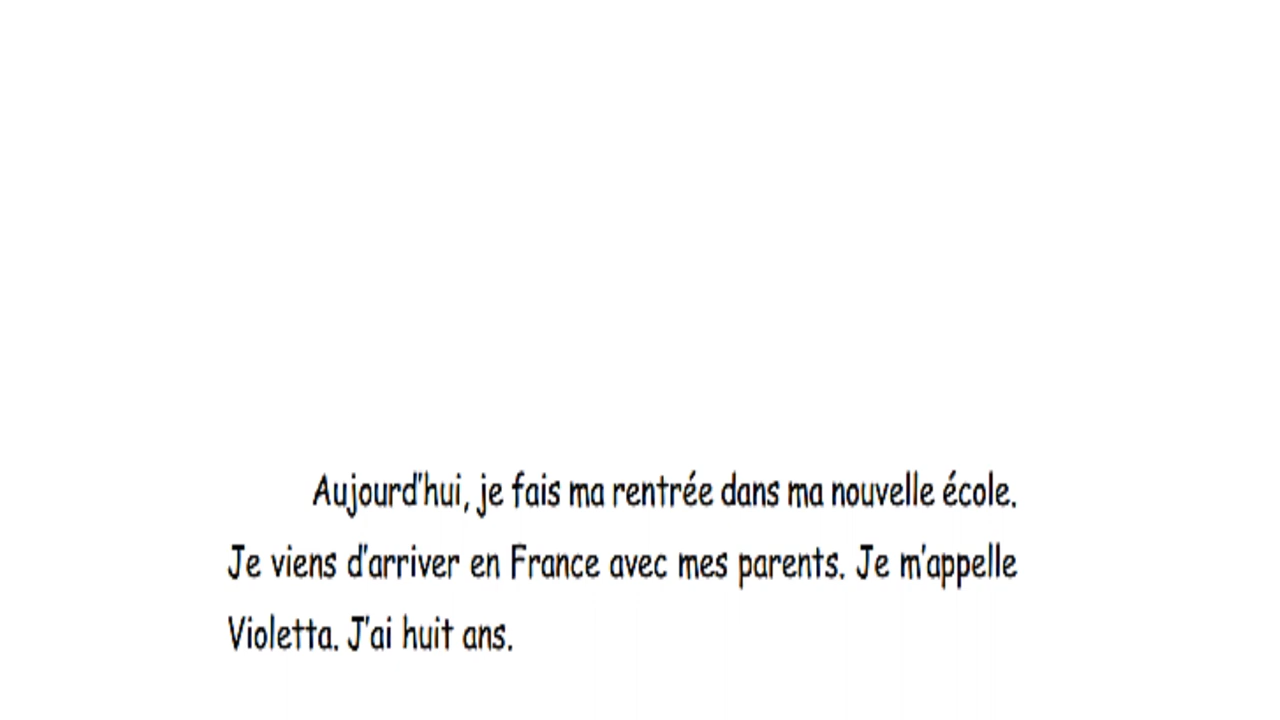 Aujourd'hui, je fais ma rentrée dans ma nouvelle école.
Je viens d'arriver en France avec mes parents. Je m'appelle
Violetta. J'ai huit ans.